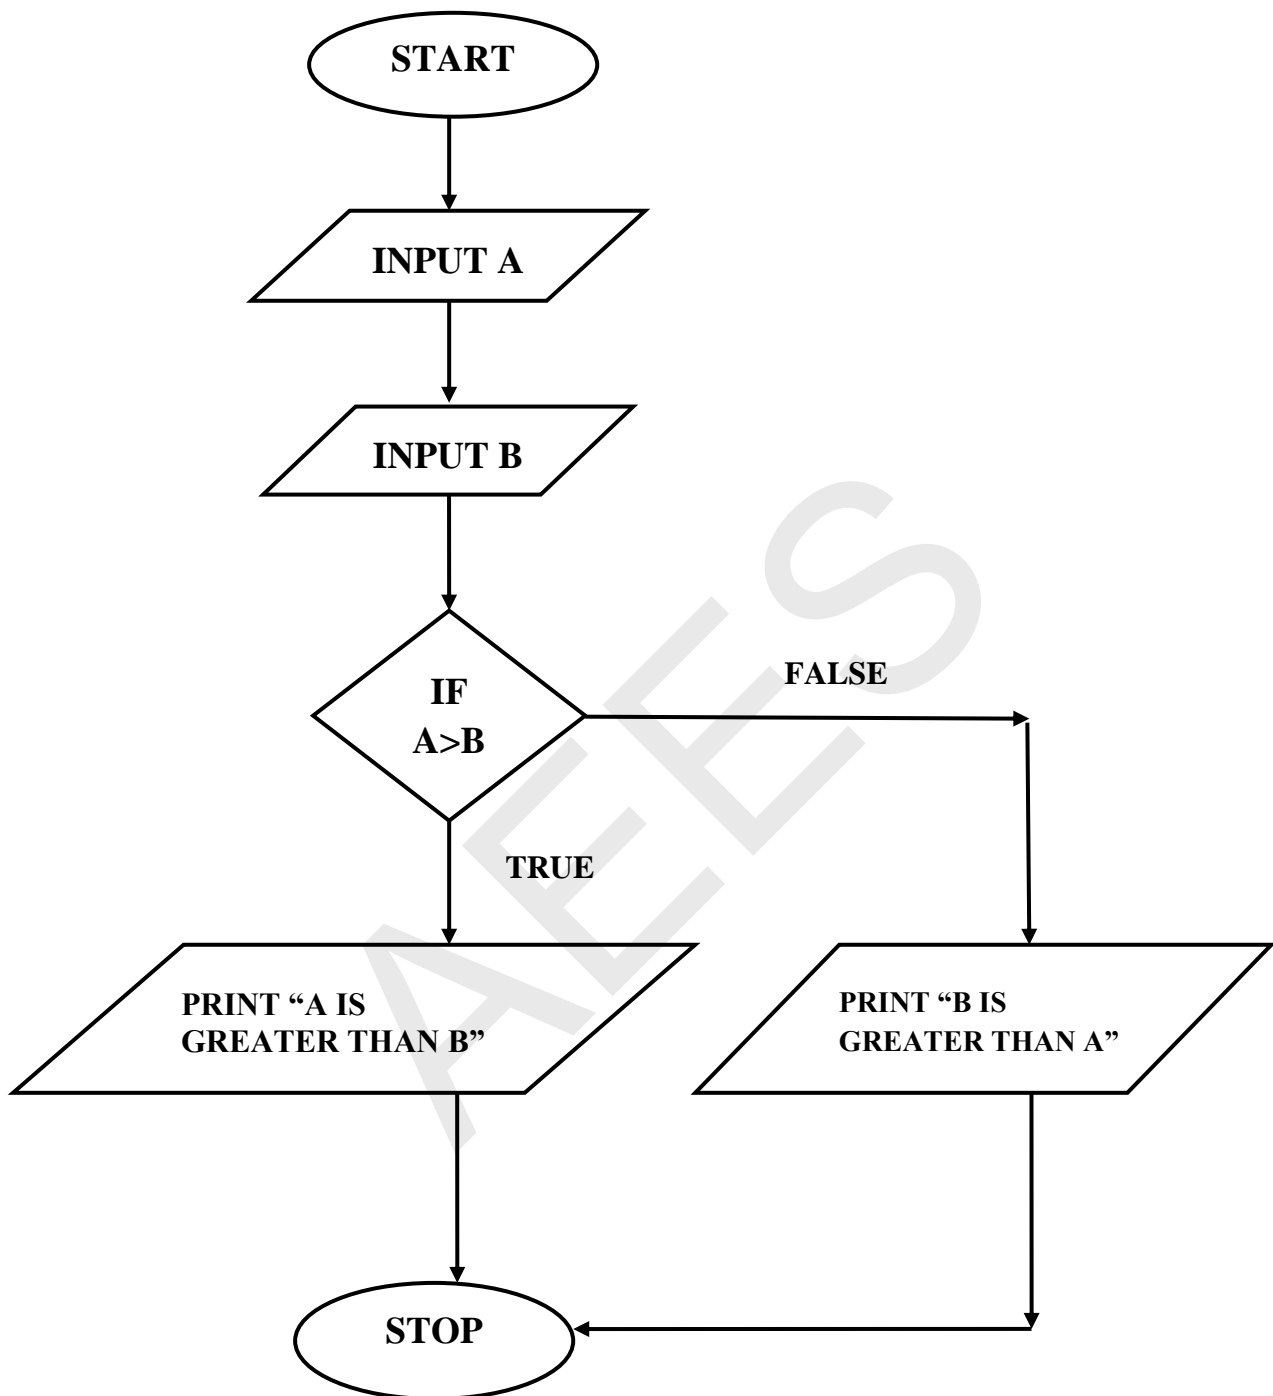 START
INPUT A
INPUT B
IF
A>B
FALSE
TRUE
PRINT “A IS
GREATER THAN B”
PRINT “B IS
GREATER THAN A”
STOP
AEES